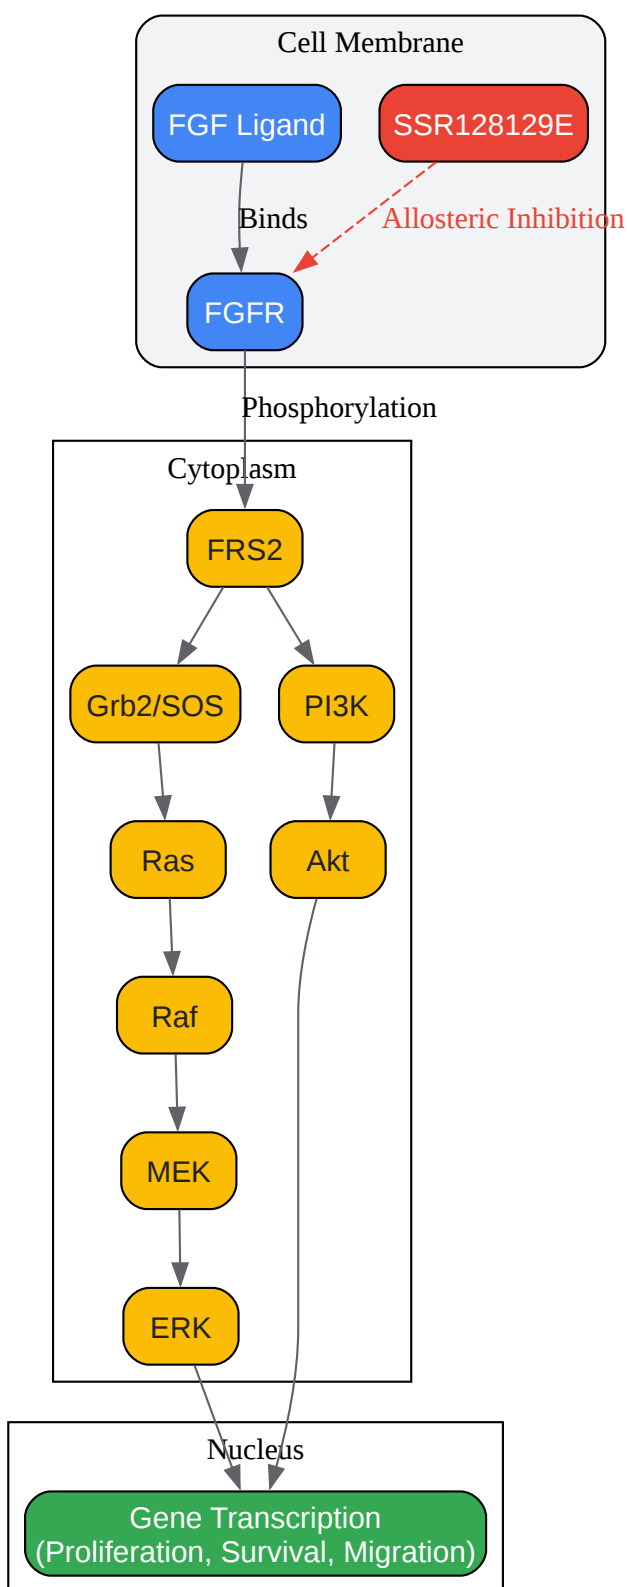 Cell Membrane
FGF Ligand
SSR128129E
Binds
Allosteric Inhibition
FGFR
Phosphorylation
Cytoplasm
FRS2
Grb2/SOS
PI3K
Ras
Akt
Raf
MEK
ERK
Nucleus
Gene Transcription
(Proliferation, Survival, Migration)